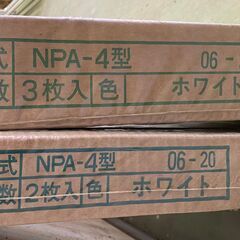 式 NPA-4型 06-
数 3枚入 色 ホワイト
式 NPA-4型 06-20
数 2枚入 色 ホワイト